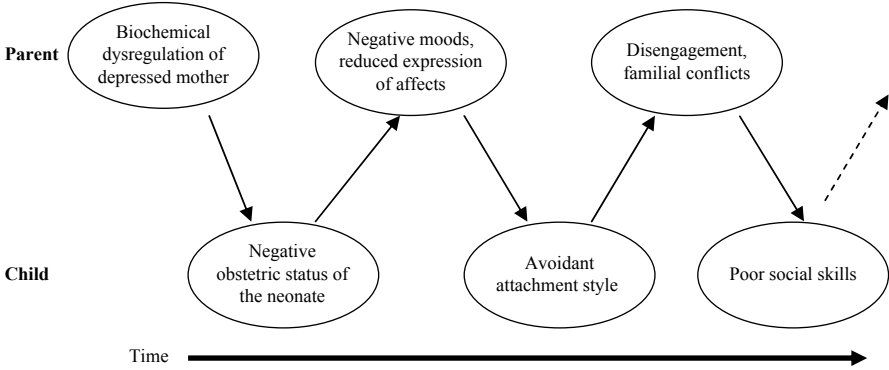 Parent
Biochemical
dysregulation of
depressed mother
Negative moods,
reduced expression
of affects
Disengagement,
familial conflicts
Child
Negative
obstetric status of
the neonate
Avoidant
attachment style
Poor social skills
Time